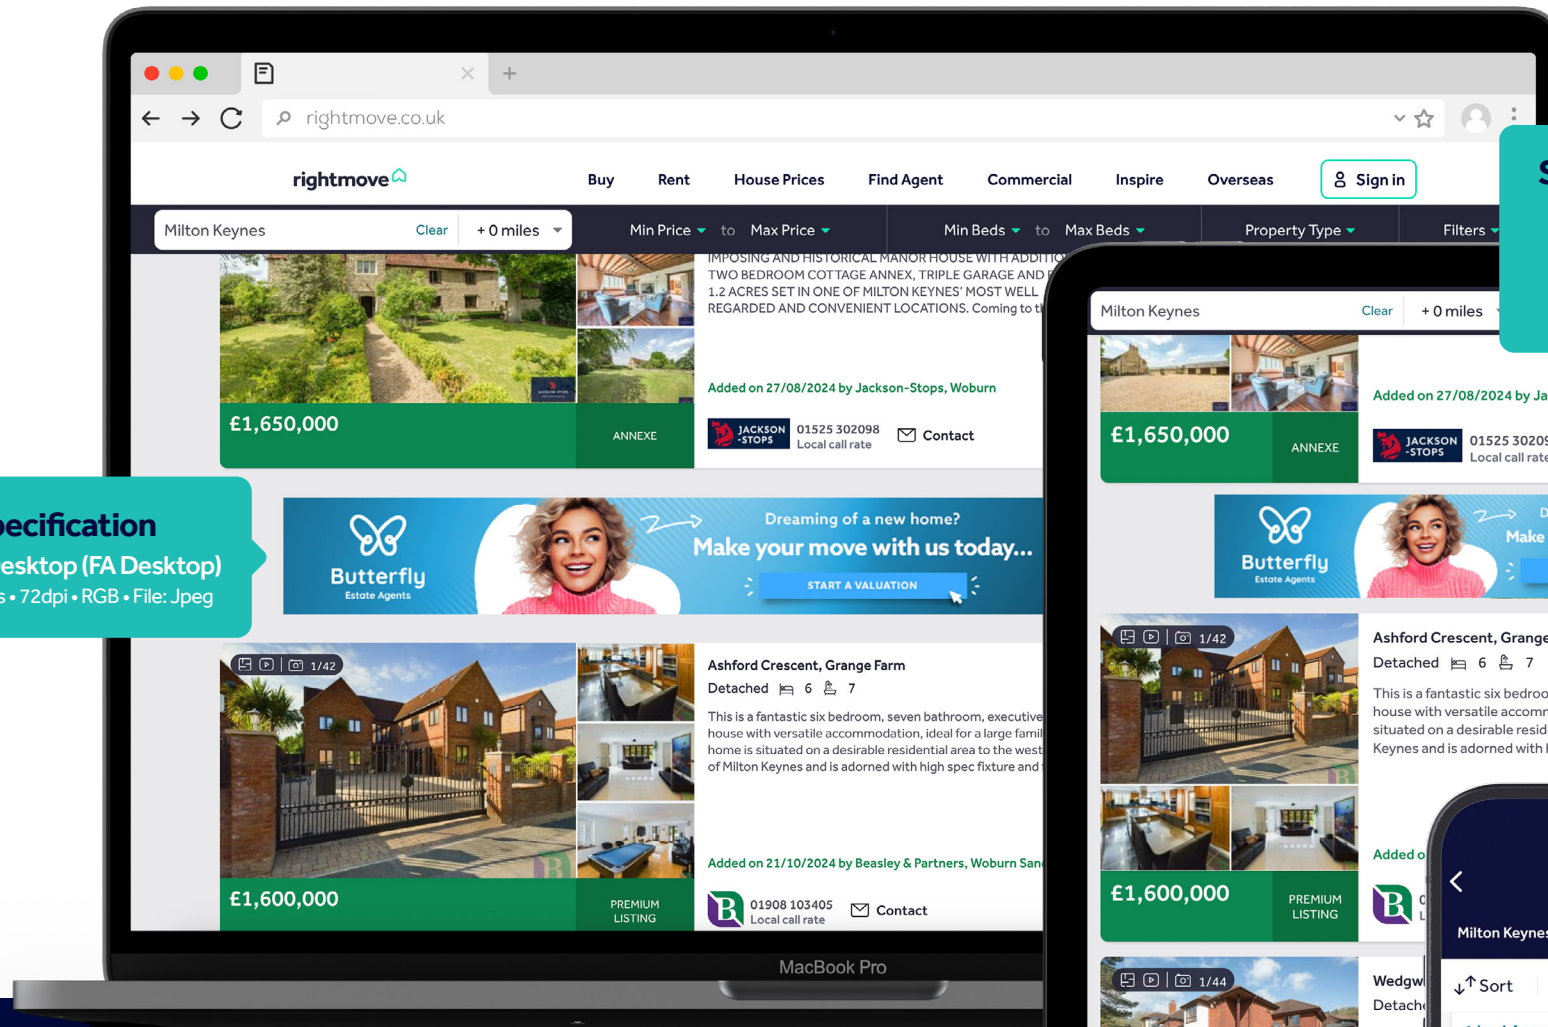 rightmove.co.uk
rightmove
Buy
Rent
House Prices
Find Agent
Commercial
Inspire
Overseas
Sign in
Milton Keynes
Clear
+ 0 miles
Min Price to Max Price
Min Beds to Max Beds
Property Type
Filters
IMPOSING AND HISTORICAL MANOR HOUSE WITH ADDITIO
TWO BEDROOM COTTAGE ANNEX, TRIPLE GARAGE AND
1.2 ACRES SET IN ONE OF MILTON KEYNES' MOST WELL
REGARDED AND CONVENIENT LOCATIONS. Coming to th
Added on 27/08/2024 by Jackson-Stops, Woburn
£1,650,000
ANNEXE
JACKSON
-STOPS
01525 302098
Local call rate
Contact
pecification
esktop (FA Desktop)
s • 72dpi • RGB • File: Jpeg
Butterfly
Estate Agents
Dreaming of a new home?
Make your move with us today...
START A VALUATION
1/42
Ashford Crescent, Grange Farm
Detached 6 7
This is a fantastic six bedroom, seven bathroom, executive
house with versatile accommodation, ideal for a large famil
home is situated on a desirable residential area to the west
of Milton Keynes and is adorned with high spec fixture and
Added on 21/10/2024 by Beasley & Partners, Woburn San
£1,600,000
PREMIUM
LISTING
B
01908 103405
Local call rate
Contact
MacBook Pro
S
Milton Keynes
Clear
+ 0 miles
Added on 27/08/2024 by Ja
£1,650,000
ANNEXE
JACKSON
-STOPS
01525 30209
Local call rate
Butterfly
Estate Agents
D
Make
1/42
Ashford Crescent, Grange
Detached 6 7
This is a fantastic six bedroo
house with versatile accomm
situated on a desirable resid
Keynes and is adorned with
Added o
£1,600,000
PREMIUM
LISTING
B
1/44
Wedgw
Detache
Milton Keynes
Sort